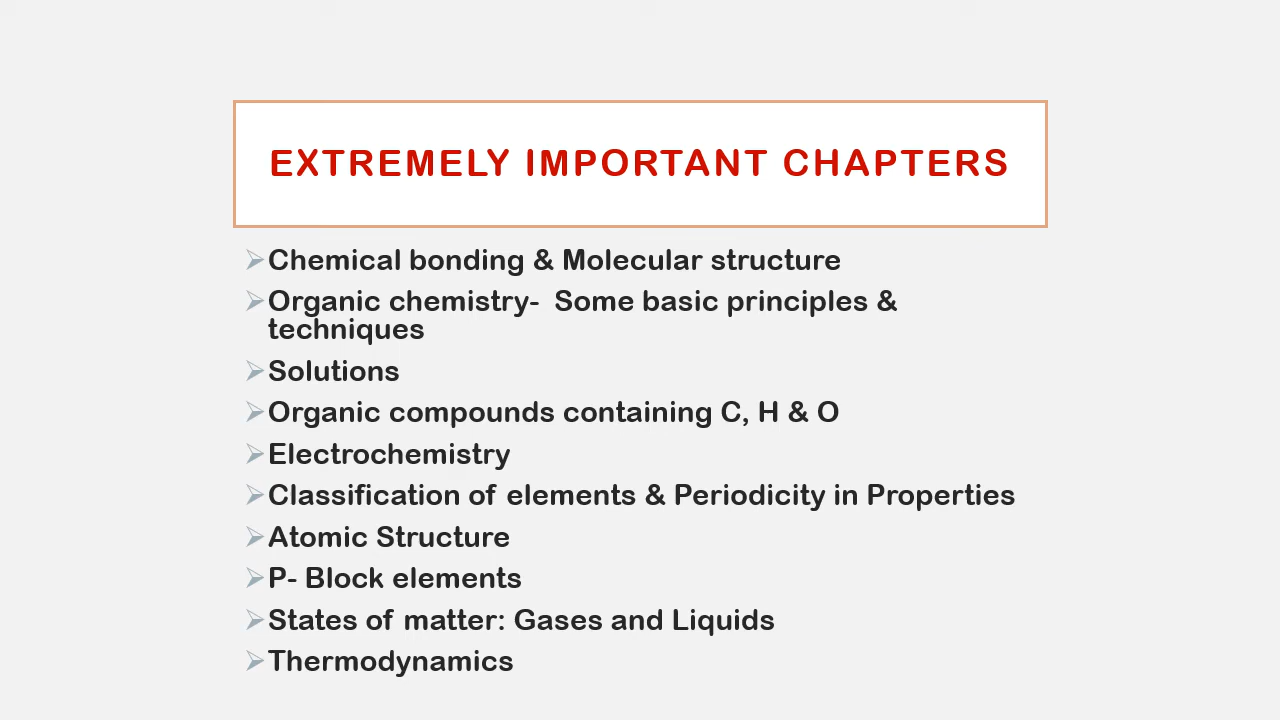 EXTREMELY IMPORTANT CHAPTERS
➢Chemical bonding & Molecular structure
➢Organic chemistry- Some basic principles &
techniques
➢Solutions
➢Organic compounds containing C, H & O
➢Electrochemistry
➢Classification of elements & Periodicity in Properties
➢Atomic Structure
➢P- Block elements
➢States of matter: Gases and Liquids
➢Thermodynamics